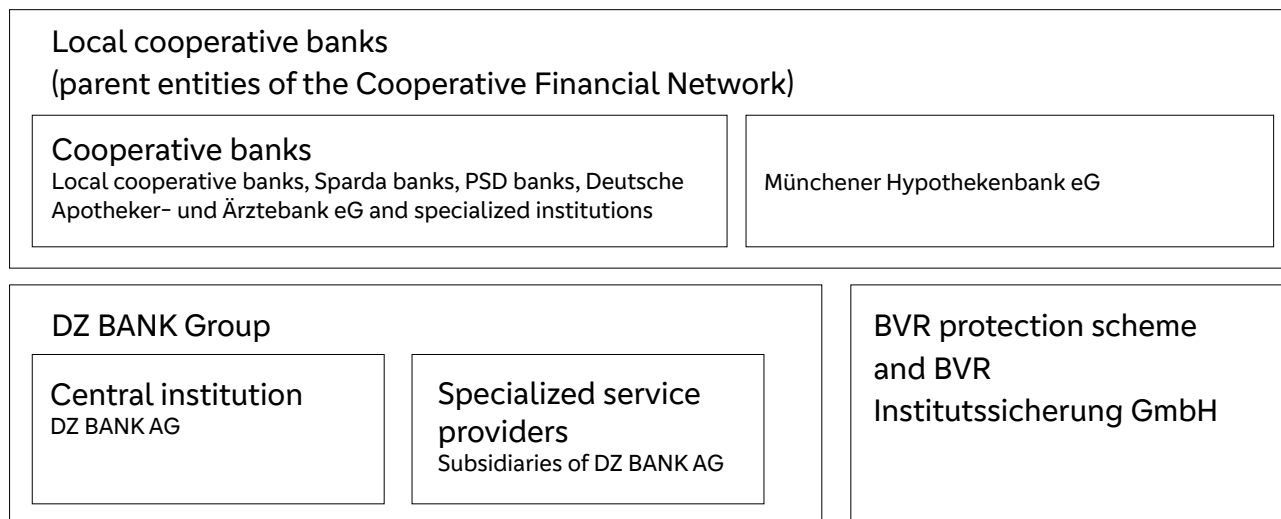 Local cooperative banks
(parent entities of the Cooperative Financial Network)
Cooperative banks
Local cooperative banks, Sparda banks, PSD banks, Deutsche
Apotheker- und Ärztebank eG and specialized institutions
Münchener Hypothekenbank eG
DZ BANK Group
Central institution
DZ BANK AG
Specialized service
providers
Subsidiaries of DZ BANK AG
BVR protection scheme
and BVR
Institutssicherung GmbH